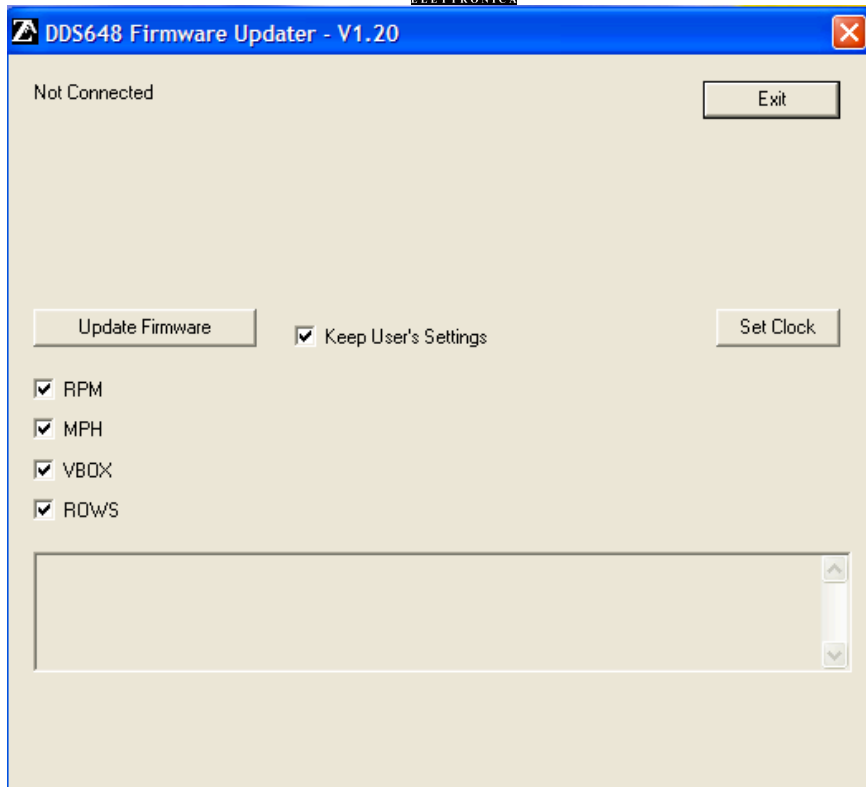 ELETTRONICA
DDS648 Firmware Updater - V1.20
Not Connected
Exit
Update Firmware
Keep User's Settings
Set Clock
RPM
MPH
VBOX
ROWS